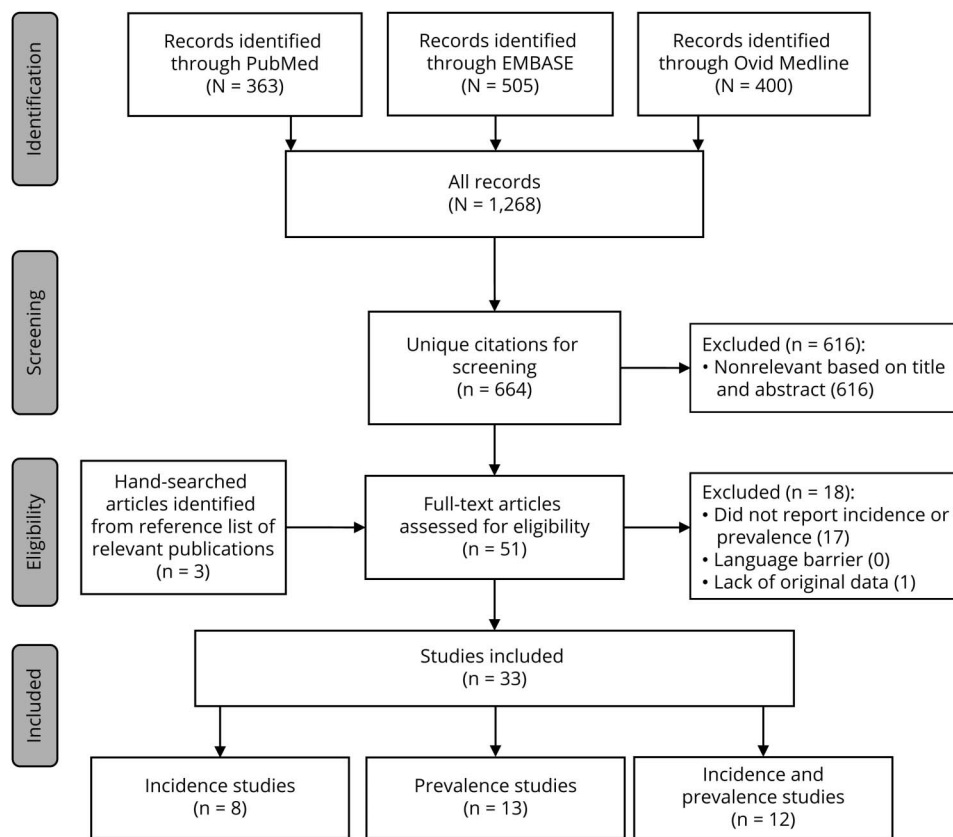 Identification
Records identified
through PubMed
(N = 363)
Records identified
through EMBASE
(N = 505)
Records identified
through Ovid Medline
(N = 400)
All records
(N = 1,268)
Screening
Unique citations for
screening
(n = 664)
Excluded (n = 616):
• Nonrelevant based on title
and abstract (616)
Eligibility
Hand-searched
articles identified
from reference list of
relevant publications
(n = 3)
Full-text articles
assessed for eligibility
(n = 51)
Excluded (n = 18):
• Did not report incidence or
prevalence (17)
• Language barrier (0)
• Lack of original data (1)
Included
Studies included
(n = 33)
Incidence studies
(n = 8)
Prevalence studies
(n = 13)
Incidence and
prevalence studies
(n = 12)